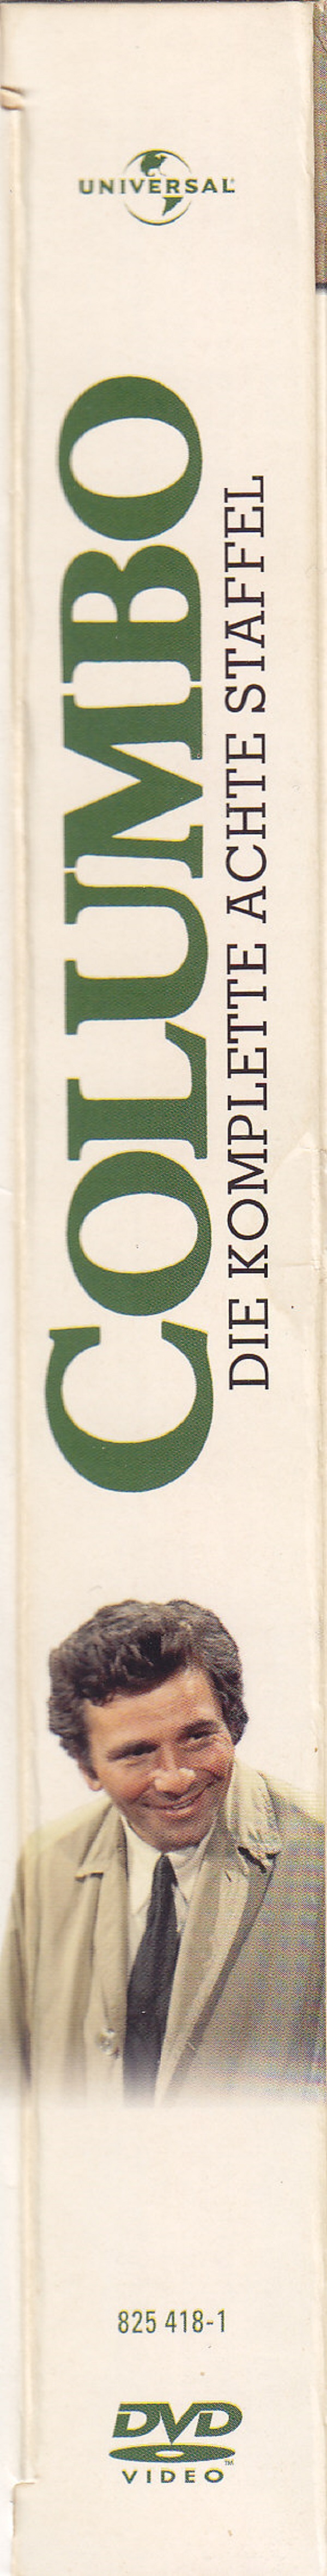 UNIVERSAL
COLUMBO
DIE KOMPLETTE ACHTE STAFFEL
825 418-1
DVD
VIDEO